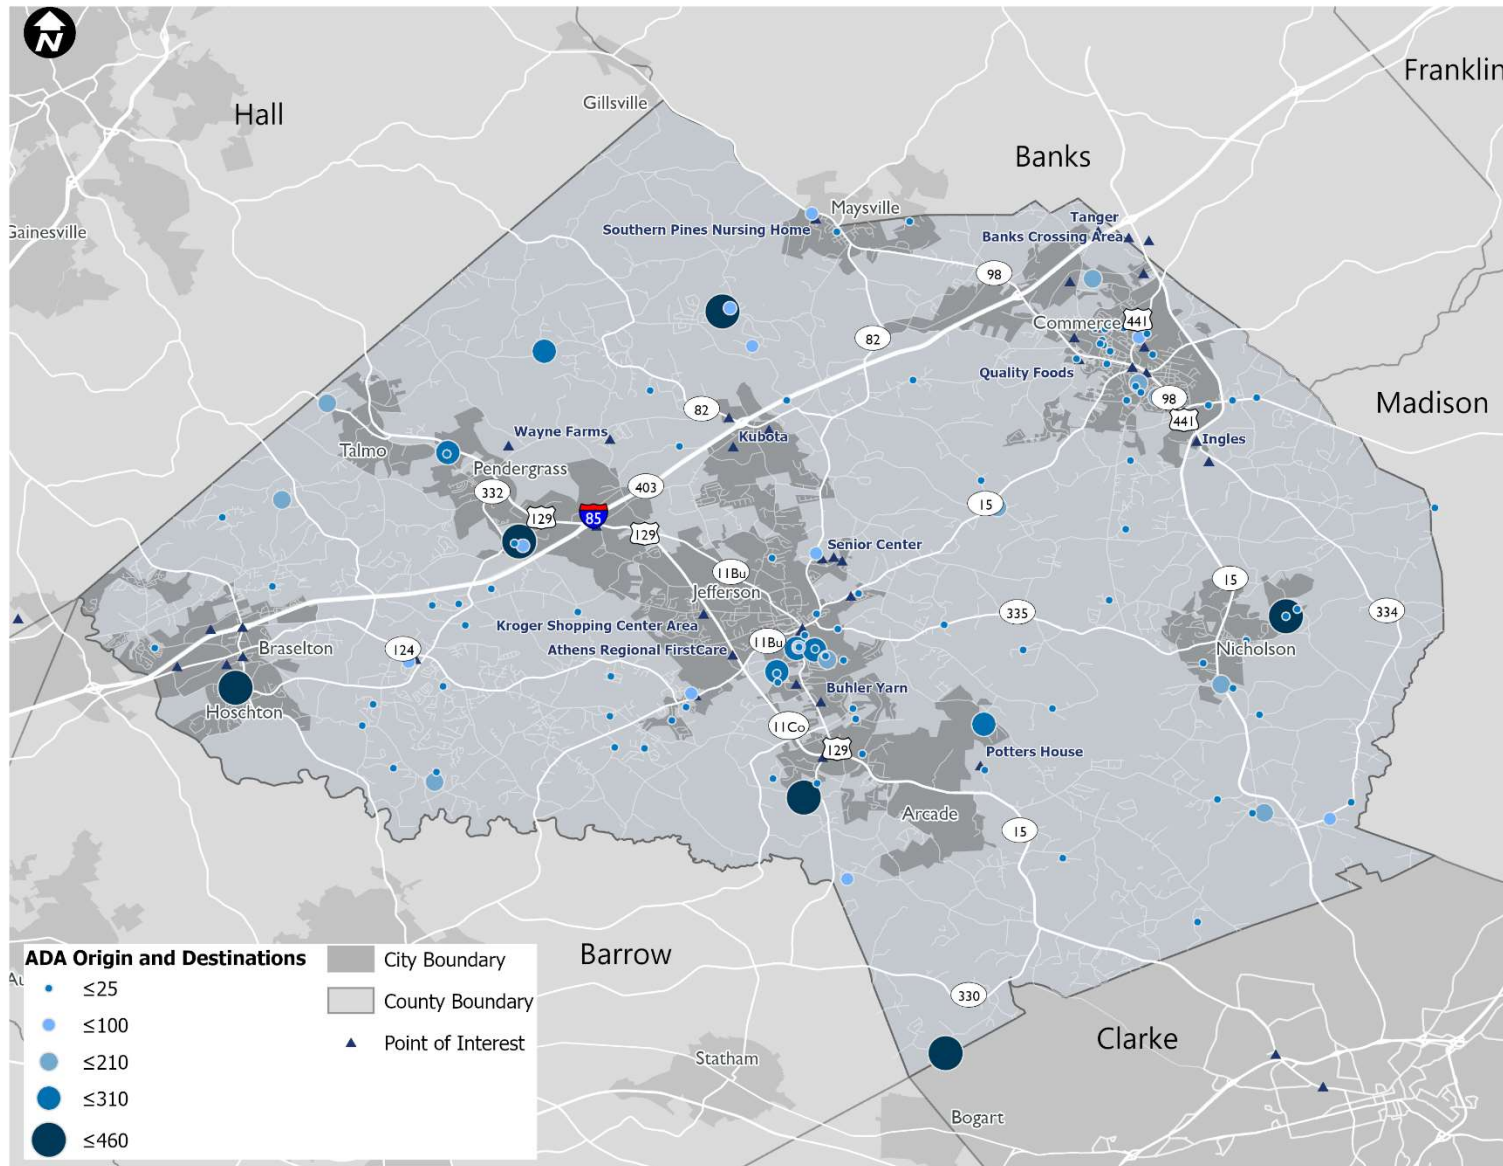 N
Franklin
Gillsville
Hall
Banks
Maysville
Tanger
Southern Pines Nursing Home
Banks Crossing Area
Gainesville
98
441
Commerce
82
Quality Foods
98
82
Madison
441
Wayne Farms
Kubota
Ingles
Talmo
Pendergrass
403
332
15
129
85
129
Senior Center
11Bu
15
Jefferson
335
334
Kroger Shopping Center Area
11Bu
Braselton
124
Athens Regional FirstCare
Nicholson
Buhler Yarn
Hoschton
11Co
129
Potters House
Arcade
15
Barrow
330
Clarke
Statham
Bogart
Au
ADA Origin and Destinations
≤25
≤100
≤210
≤310
≤460
City Boundary
County Boundary
Point of Interest